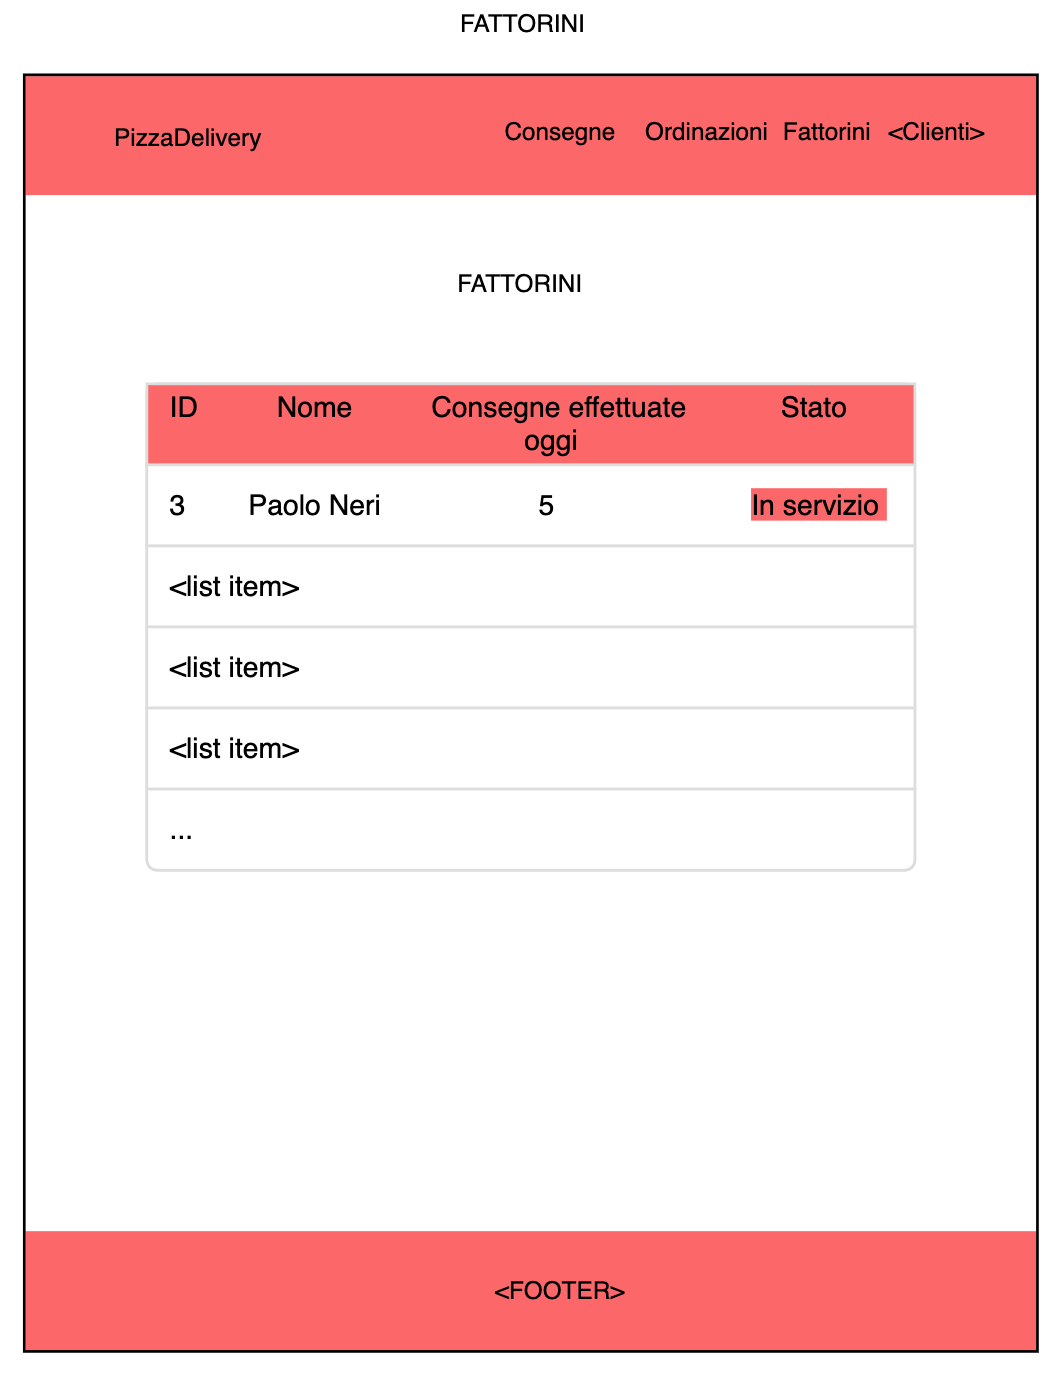 FATTORINI
PizzaDelivery Consegne Ordinazioni Fattorini <Clienti>
FATTORINI
ID Nome Consegne effettuate oggi Stato
3 Paolo Neri 5 In servizio
<list item>
<list item>
<list item>
...
<FOOTER>